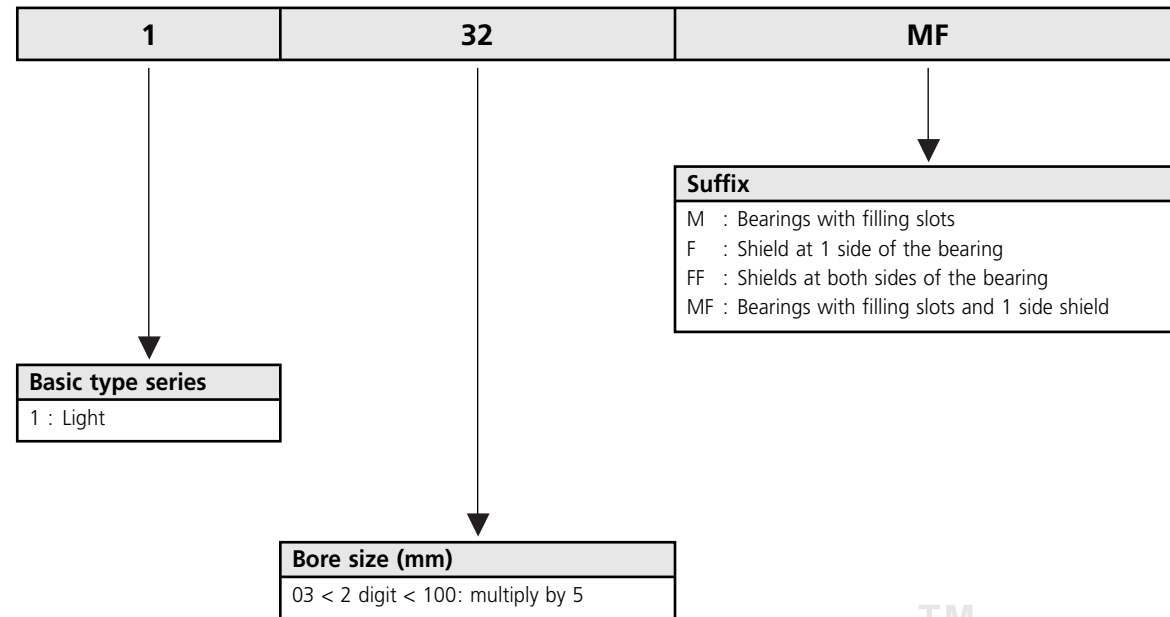 1 32 MF
Suffix
M : Bearings with filling slots
F : Shield at 1 side of the bearing
FF : Shields at both sides of the bearing
MF : Bearings with filling slots and 1 side shield
Basic type series
1 : Light
Bore size (mm)
03 < 2 digit < 100: multiply by 5
TM